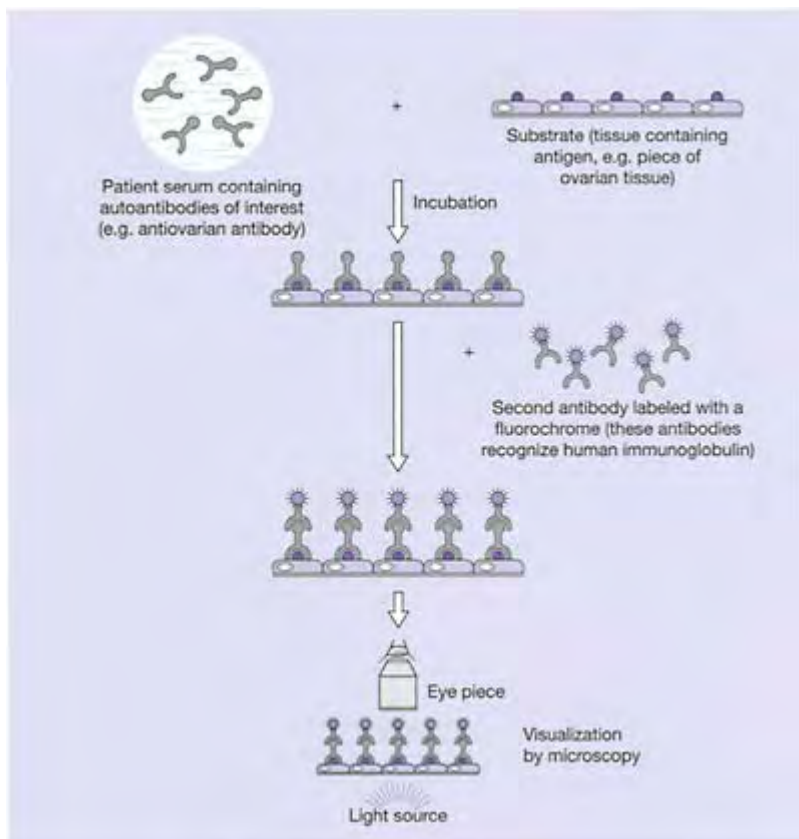 +
Substrate (tissue containing
antigen, e.g. piece of
ovarian tissue)
Patient serum containing
autoantibodies of interest
(e.g. antiovarian antibody)
Incubation
+
Second antibody labeled with a
fluorochrome (these antibodies
recognize human immunoglobulin)
Eye piece
Visualization
by microscopy
Light source